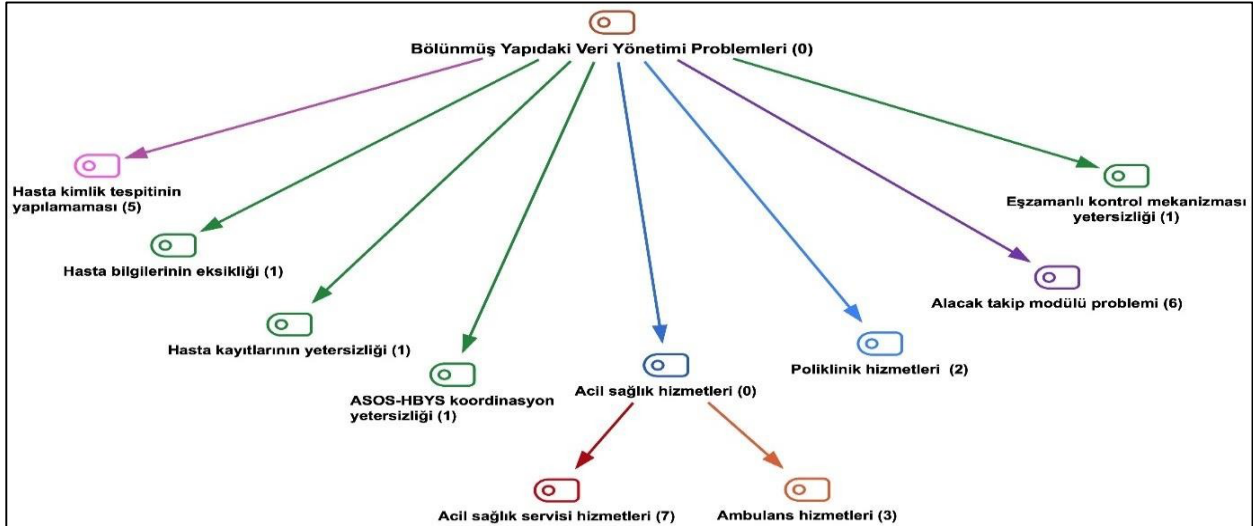 Bölünmüş Yapıdaki Veri Yönetimi Problemleri (0)
Hasta kimlik tespitinin
yapılamaması (5)
Eşzamanlı kontrol mekanizması
yetersizliği (1)
Hasta bilgilerinin eksikliği (1)
Alacak takip modülü problemi (6)
Hasta kayıtlarının yetersizliği (1)
Poliklinik hizmetleri (2)
ASOS-HBYS koordinasyon
yetersizliği (1)
Acil sağlık hizmetleri (0)
Acil sağlık servisi hizmetleri (7)
Ambulans hizmetleri (3)